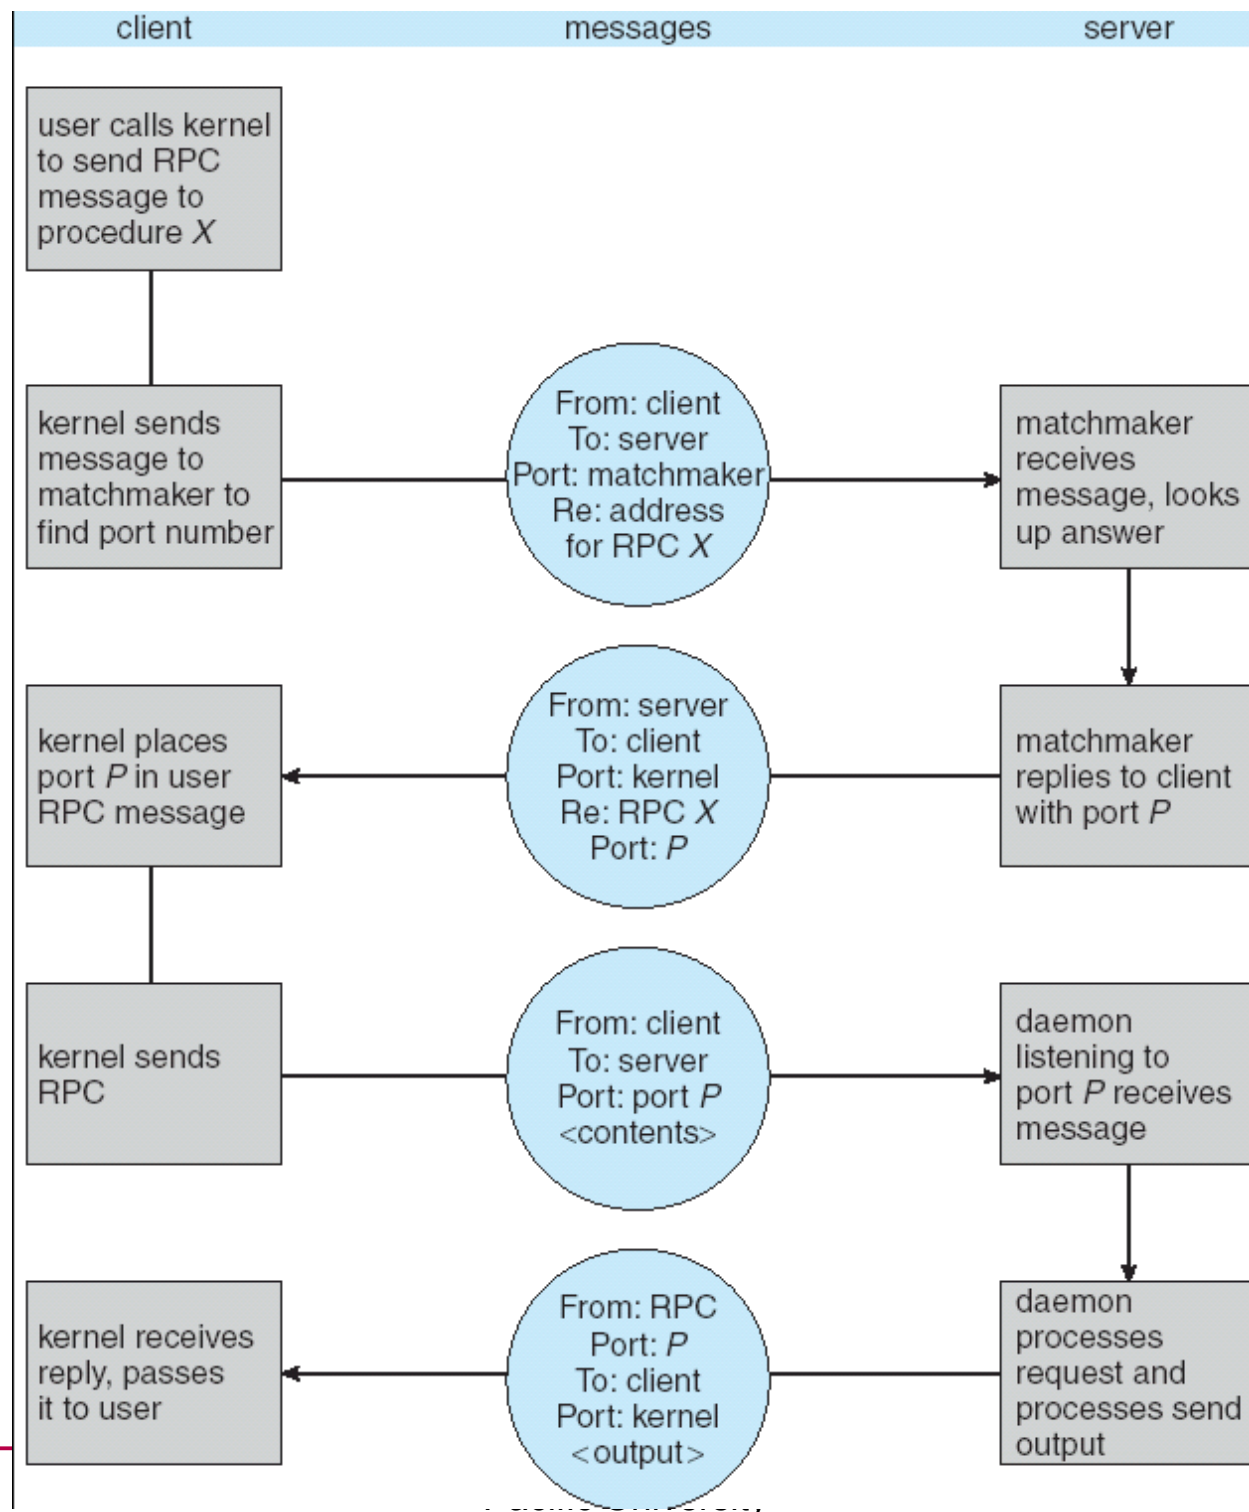 client
messages
server
user calls kernel
to send RPC
message to
procedure X
kernel sends
message to
matchmaker to
find port number
From: client
To: server
Port: matchmaker
Re: address
for RPC X
matchmaker
receives
message, looks
up answer
kernel places
port P in user
RPC message
From: server
To: client
Port: kernel
Re: RPC X
Port: P
matchmaker
replies to client
with port P
kernel sends
RPC
From: client
To: server
Port: port P
<contents>
daemon
listening to
port P receives
message
kernel receives
reply, passes
it to user
From: RPC
Port: P
To: client
Port: kernel
<output>
daemon
processes
request and
processes send
output